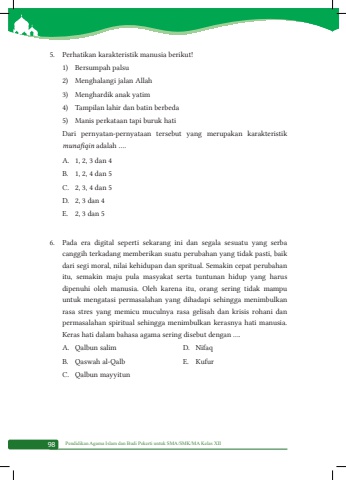 5. Perhatikan karakteristik manusia berikut!
1) Bersumpah palsu
2) Menghalangi jalan Allah
3) Menghardik anak yatim
4) Tampilan lahir dan batin berbeda
5) Manis perkataan tapi buruk hati
Dari pernyatan-pernyataan tersebut yang merupakan karakteristik
munafiqin adalah ....
A. 1, 2, 3 dan 4
B. 1, 2, 4 dan 5
C. 2, 3, 4 dan 5
D. 2, 3 dan 4
E. 2, 3 dan 5
6. Pada era digital seperti sekarang ini dan segala sesuatu yang serba
canggih terkadang memberikan suatu perubahan yang tidak pasti, baik
dari segi moral, nilai kehidupan dan spritual. Semakin cepat perubahan
itu, semakin maju pula masyakat serta tuntunan hidup yang harus
dipenuhi oleh manusia. Oleh karena itu, orang sering tidak mampu
untuk mengatasi permasalahan yang dihadapi sehingga menimbulkan
rasa stres yang memicu muculnya rasa gelisah dan krisis rohani dan
permasalahan spiritual sehingga menimbulkan kerasnya hati manusia.
Keras hati dalam bahasa agama sering disebut dengan ....
A. Qalbun salim
B. Qaswah al-Qalb
C. Qalbun mayyitun
D. Nifaq
E. Kufur
98 Pendidikan Agama Islam dan Budi Pekerti untuk SMA/SMK/MA Kelas XII